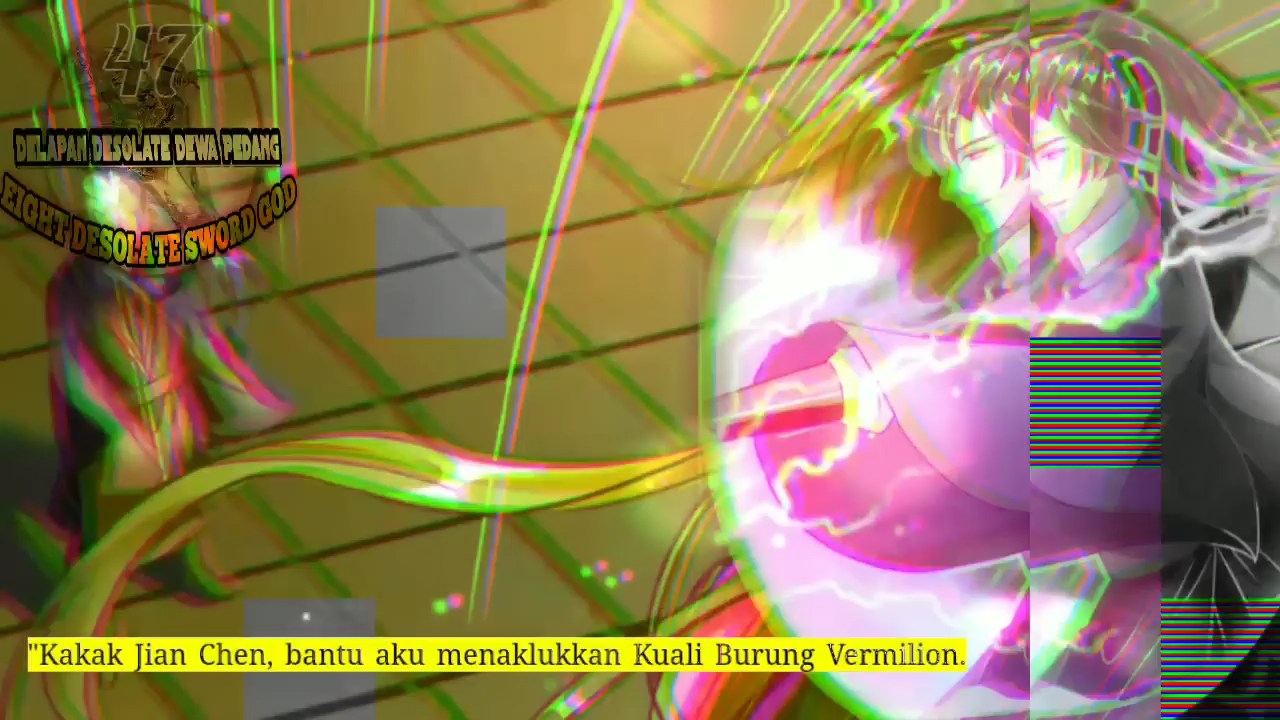 47
DELAPAN DESOLATE DEWA PEDANG
EIGHT DESOLATE SWORD GOD
"Kakak Jian Chen, bantu aku menaklukkan Kuali Burung Vermilion.